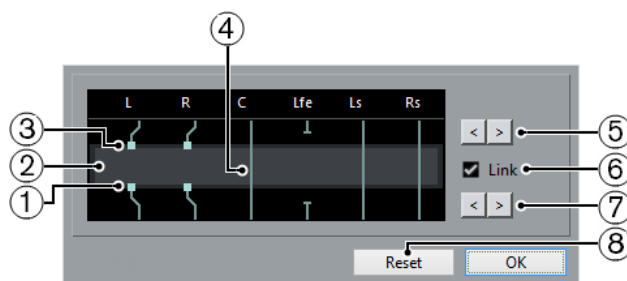 ④
L R C Lfe Ls Rs
③ < > ⑤
② ✓ Link ⑥
① < > ⑦
⑧
Reset OK